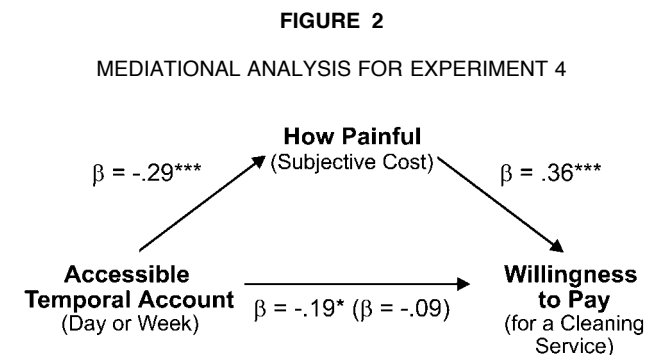 FIGURE 2
MEDIATIONAL ANALYSIS FOR EXPERIMENT 4
How Painful
(Subjective Cost)
β = -.29***
β = .36***
Accessible
Temporal Account
(Day or Week)
β = -.19* (β = -.09)
Willingness
to Pay
(for a Cleaning
Service)